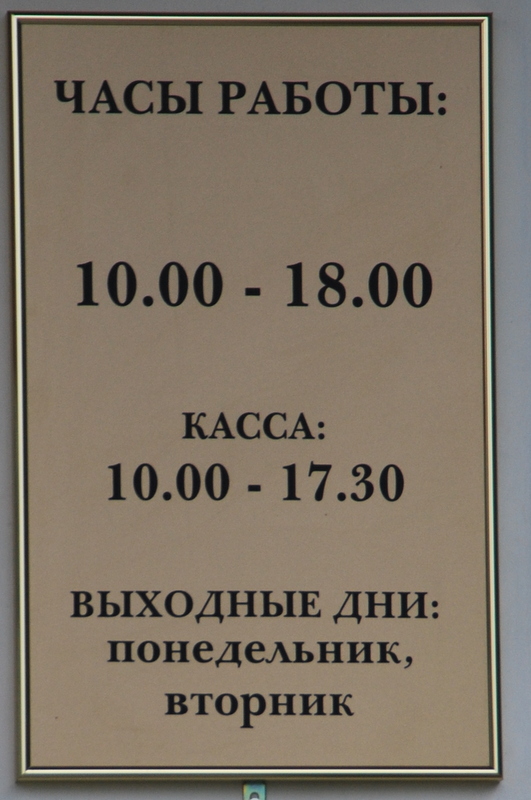 ЧАСЫ РАБОТЫ:
10.00 - 18.00
КАССА:
10.00 - 17.30
ВЫХОДНЫЕ ДНИ:
понедельник,
вторник